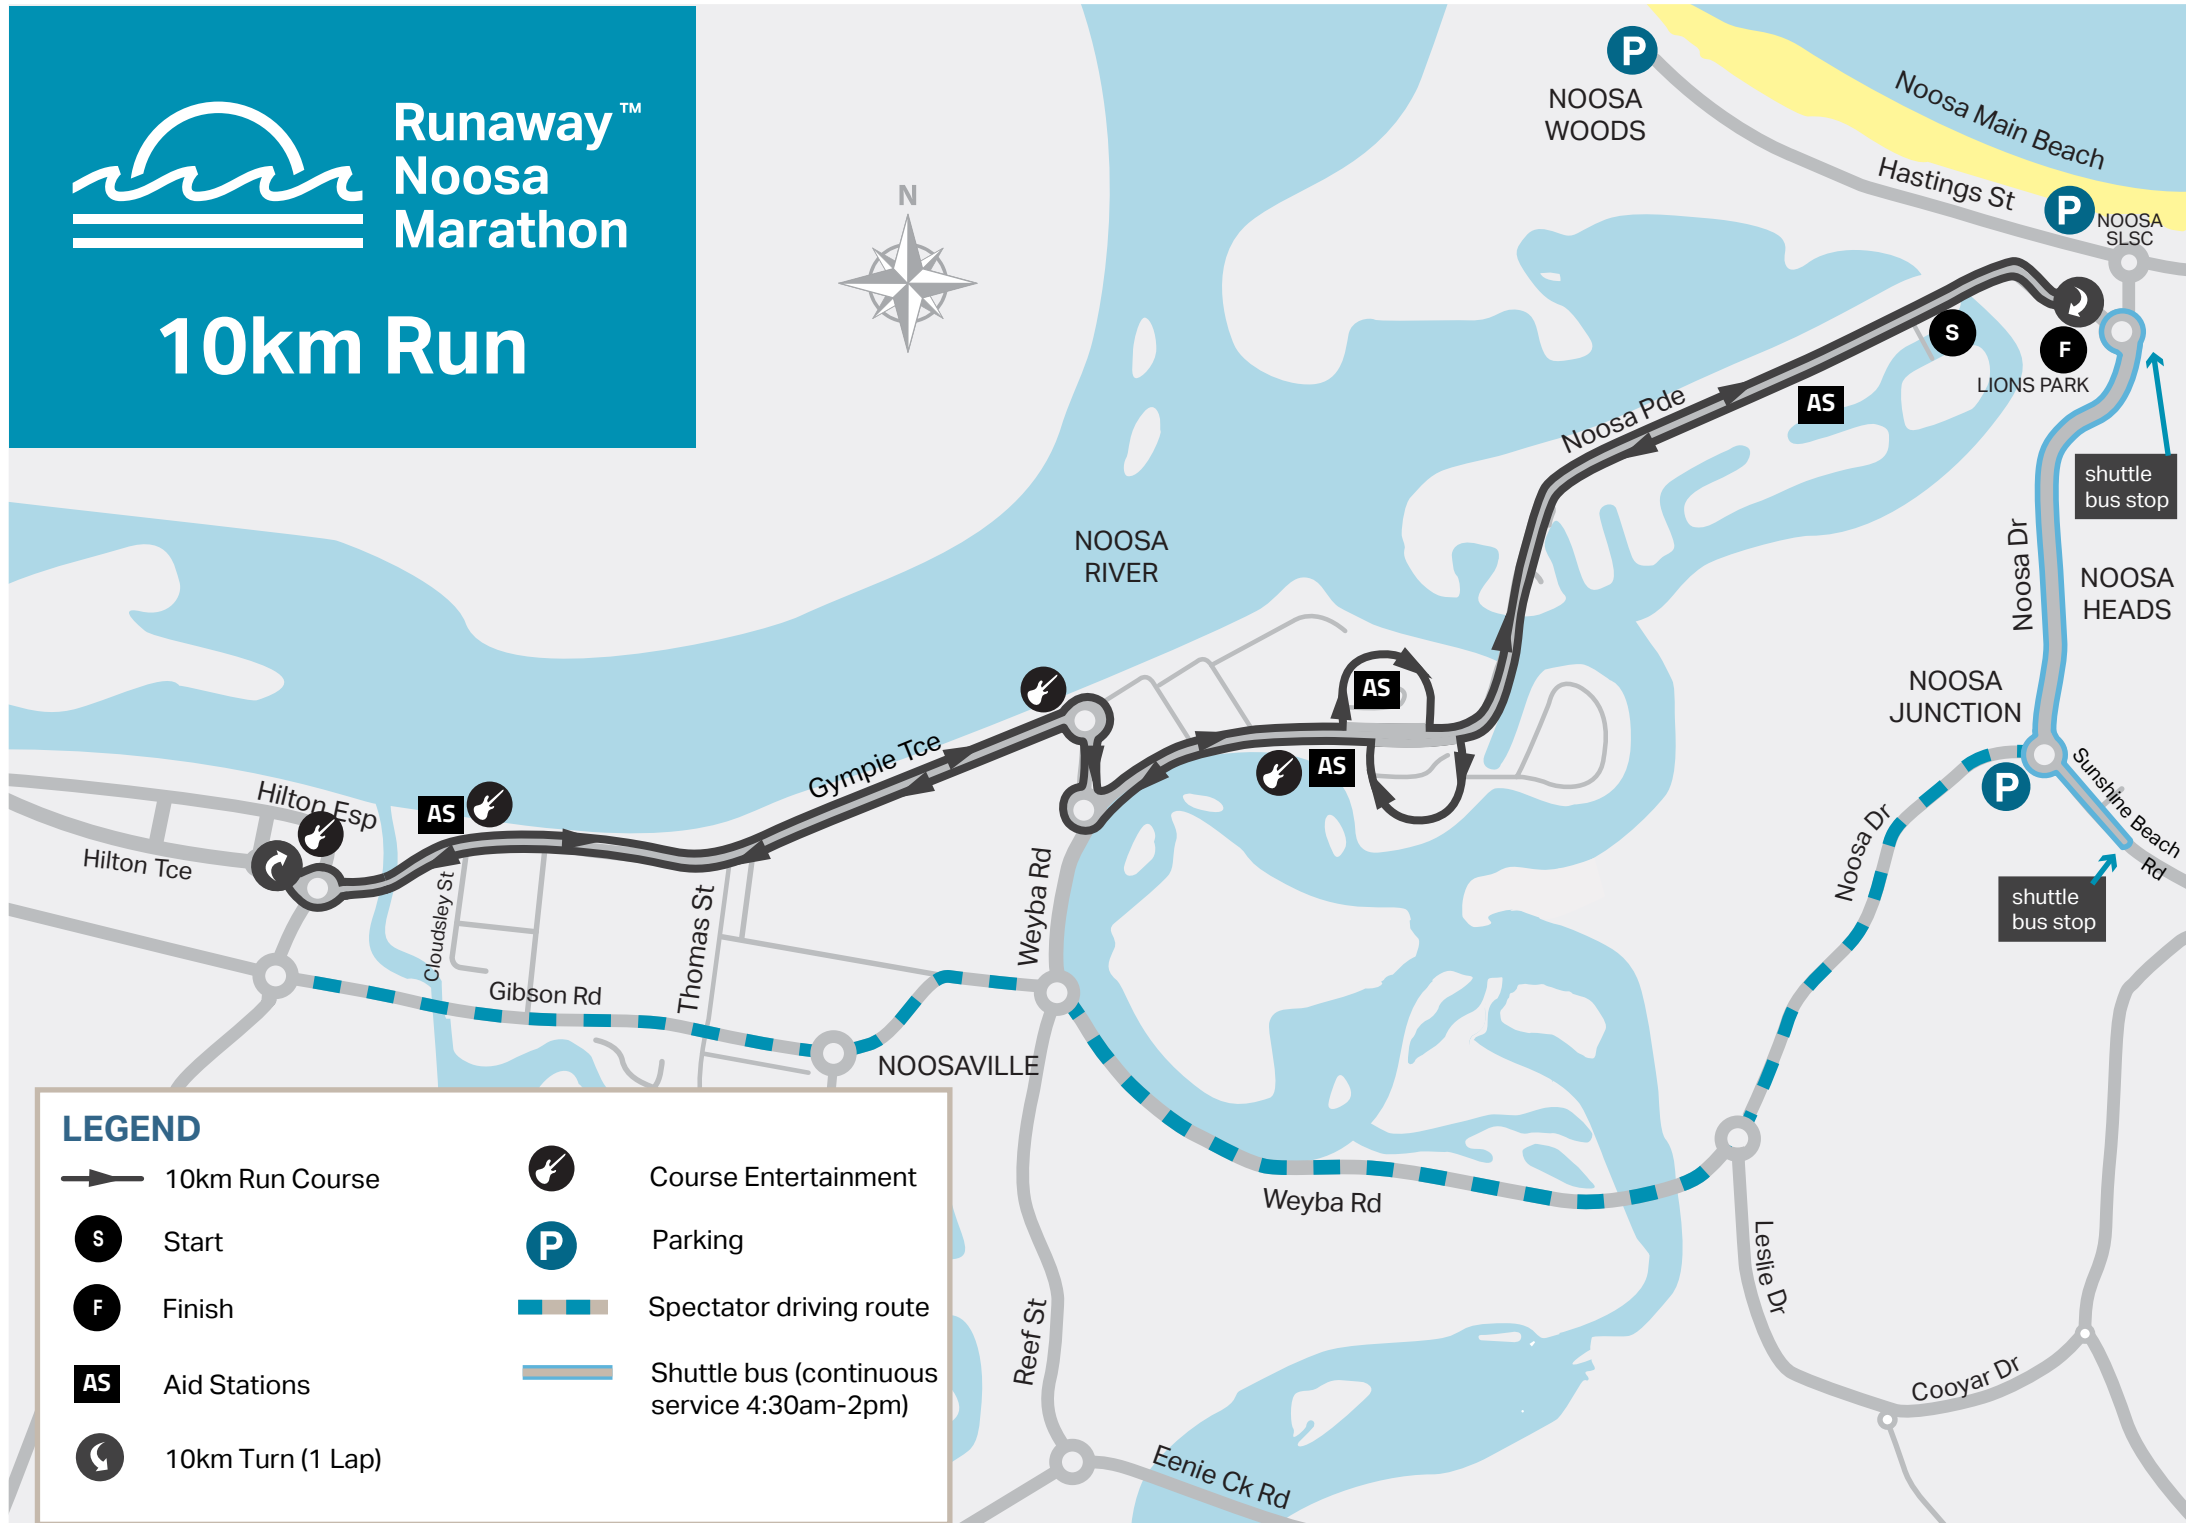 Runaway™
Noosa
Marathon
10km Run
N
P
NOOSA
WOODS
Noosa Main Beach
Hastings St
P
NOOSA
SLSC
S
F
LIONS PARK
AS
Noosa Pde
shuttle
bus stop
NOOSA
RIVER
Noosa Dr
NOOSA
HEADS
AS
NOOSA
JUNCTION
Gympie Tce
AS
P
Sunshine Beach
Rd
Hilton Esp
AS
Hilton Tce
Cloudsley St
Thomas St
Weyba Rd
Noosa Dr
shuttle
bus stop
Gibson Rd
NOOSAVILLE
Weyba Rd
Leslie Dr
Reef St
Cooyar Dr
Eenie Ck Rd
LEGEND
10km Run Course
S
Start
F
Finish
AS
Aid Stations
10km Turn (1 Lap)
Course Entertainment
P
Parking
Spectator driving route
Shuttle bus (continuous
service 4:30am-2pm)